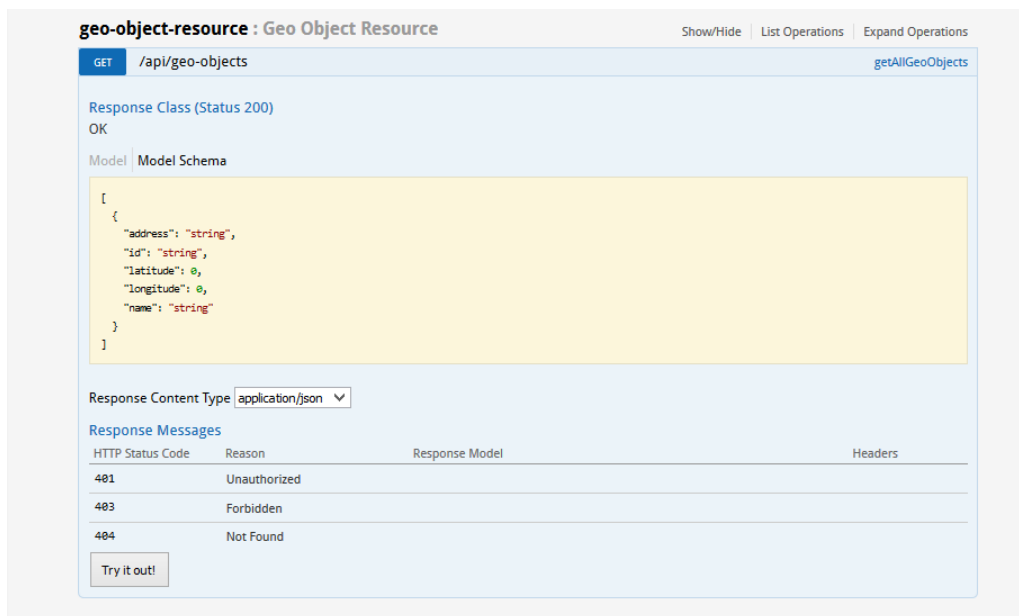 geo-object-resource : Geo Object Resource
Show/Hide
List Operations
Expand Operations
GET /api/geo-objects
getAllGeoObjects
Response Class (Status 200)
OK
Model
Model Schema
[
  {
    "address": "string",
    "id": "string",
    "latitude": 0,
    "longitude": 0,
    "name": "string"
  }
]
Response Content Type application/json
Response Messages
HTTP Status Code Reason Response Model Headers
401 Unauthorized
403 Forbidden
404 Not Found
Try it out!